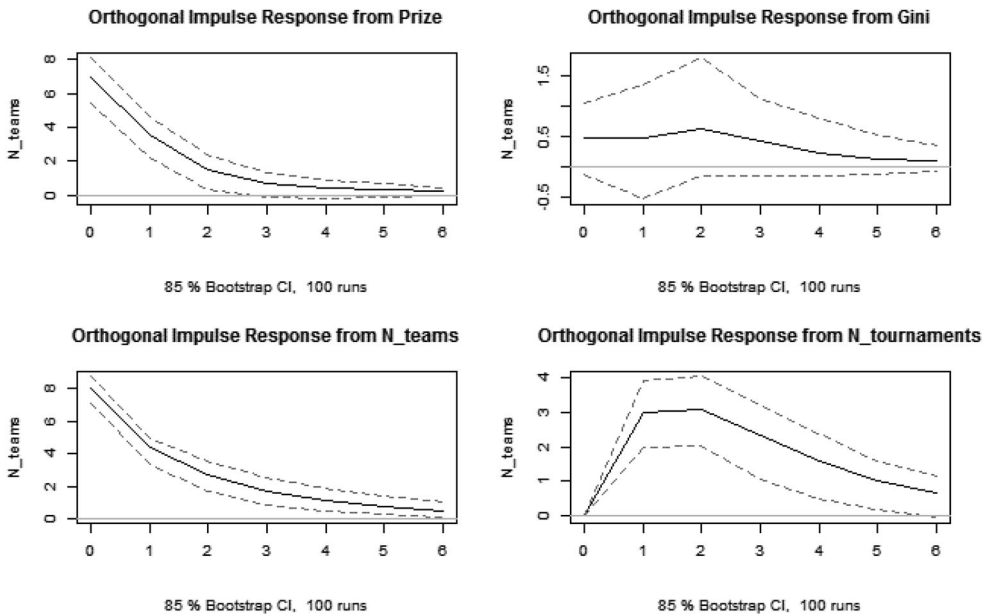 Orthogonal Impulse Response from Prize
N_teams
8
6
4
2
0
0 1 2 3 4 5 6
85 % Bootstrap CI, 100 runs
Orthogonal Impulse Response from Gini
N_teams
1.5
0.5
-0.5
0 1 2 3 4 5 6
85 % Bootstrap CI, 100 runs
Orthogonal Impulse Response from N_teams
N_teams
8
6
4
2
0
0 1 2 3 4 5 6
85 % Bootstrap CI, 100 runs
Orthogonal Impulse Response from N_tournaments
N_teams
4
3
2
1
0
0 1 2 3 4 5 6
85 % Bootstrap CI, 100 runs